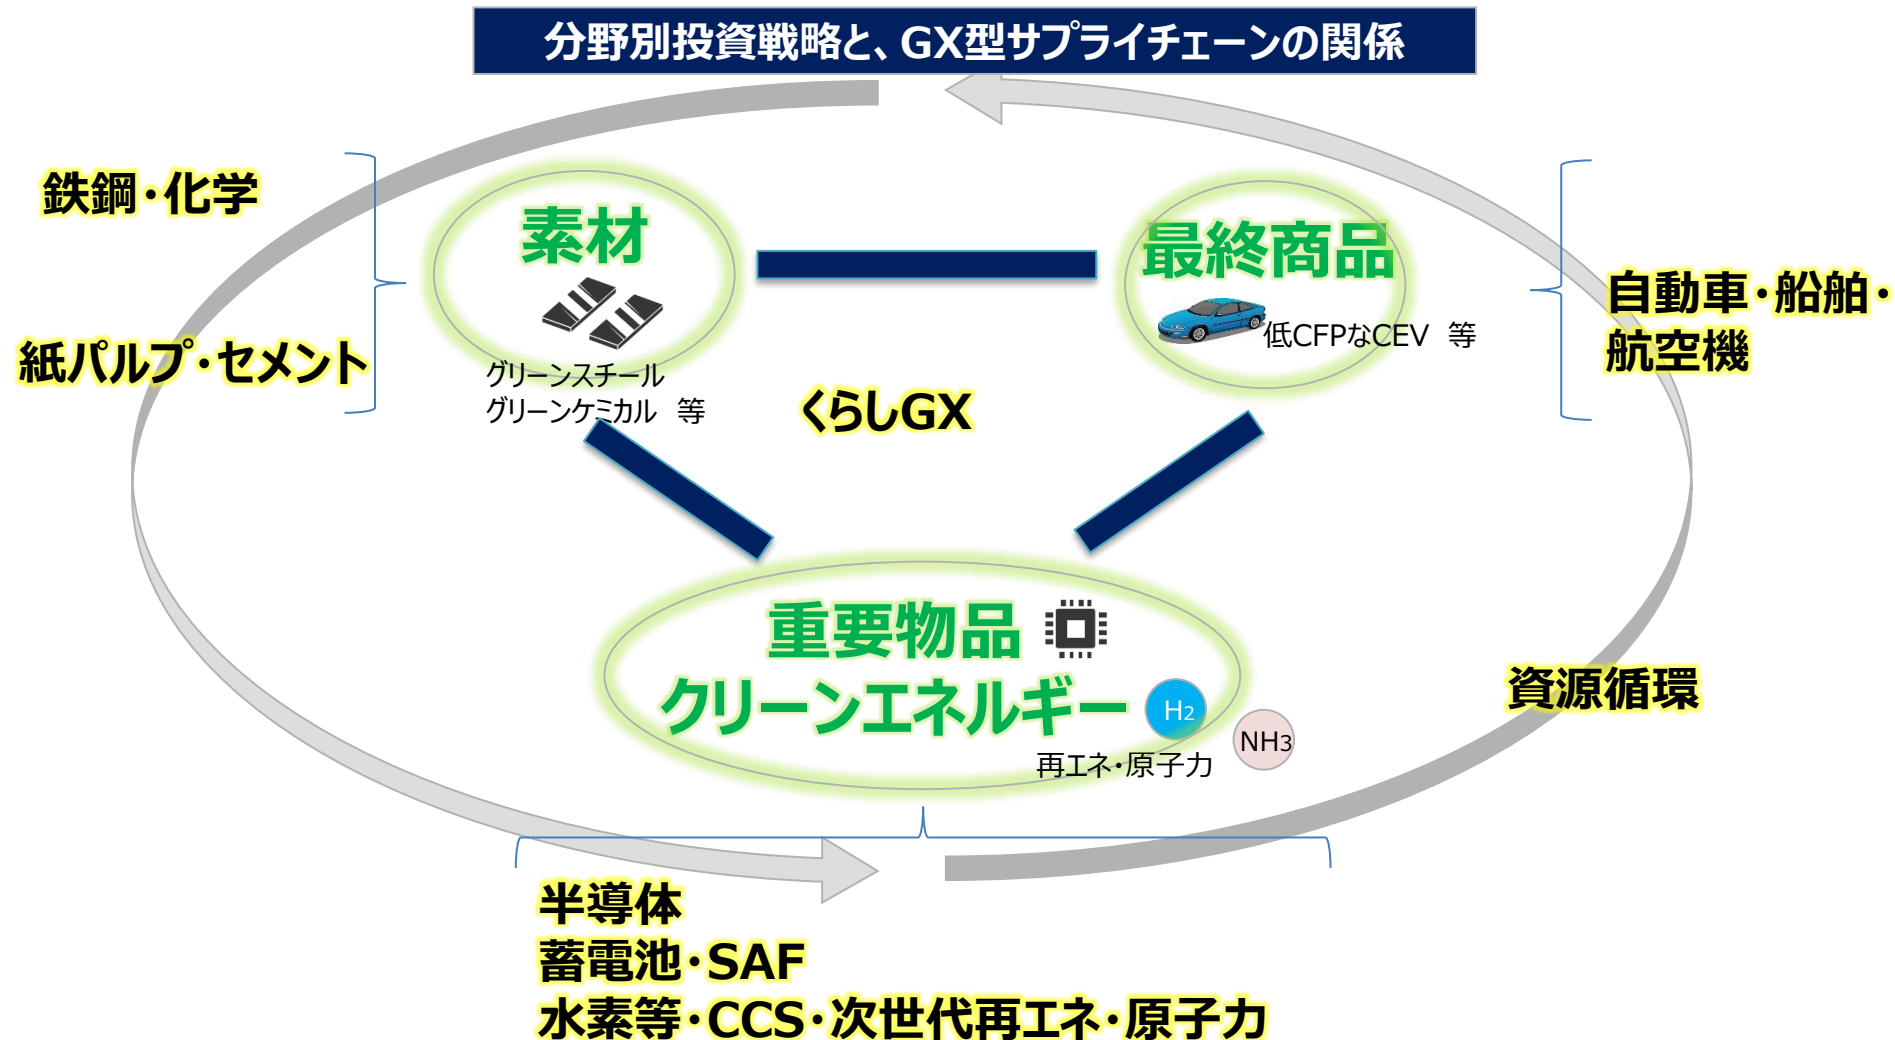 分野別投資戦略と、GX型サプライチェーンの関係
鉄鋼・化学
紙パルプ・セメント
素材
グリーンスチール
グリーンケミカル 等
最終商品
低CFPなCEV 等
自動車・船舶・
航空機
くらしGX
重要物品
クリーンエネルギー
H2
NH3
再エネ・原子力
資源循環
半導体
蓄電池・SAF
水素等・CCS・次世代再エネ・原子力